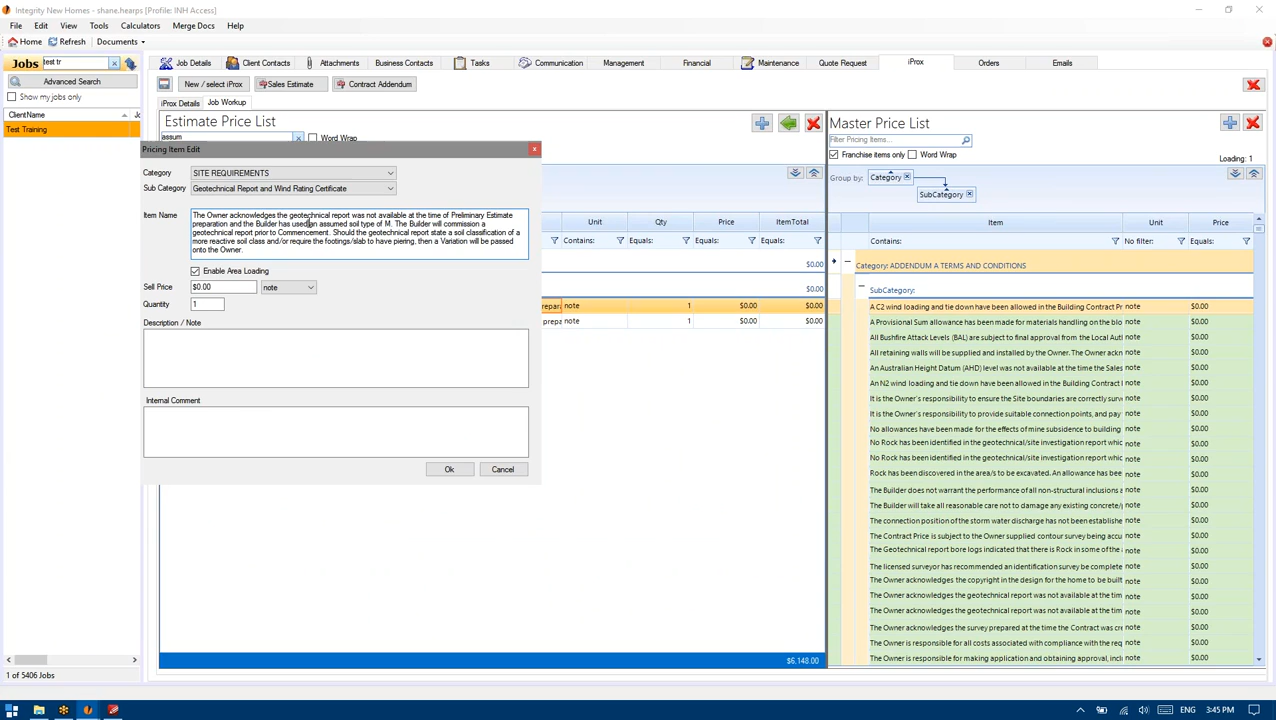 Integrity New Homes - shane.hearps [Profile: INH Access]
File Edit View Tools Calculators Merge Docs Help
Home Refresh Documents
Jobs test tr
Advanced Search
Show my jobs only
ClientName Jc
Test Training
1 of 5406 Jobs
Job Details Client Contacts Attachments Business Contacts Tasks Communication Management Financial Maintenance Quote Request iProx Orders Emails
New / select iProx Sales Estimate Contract Addendum
iProx Details Job Workup
Estimate Price List
assum Word Wrap
Pricing Item Edit
Category SITE REQUIREMENTS
Sub Category Geotechnical Report and Wind Rating Certificate
Item Name
The Owner acknowledges the geotechnical report was not available at the time of Preliminary Estimate
preparation and the Builder has used an assumed soil type of M. The Builder will commission a
geotechnical report prior to Commencement. Should the geotechnical report state a soil classification of a
more reactive soil class and/or require the footings/slab to have piering, then a Variation will be passed
onto the Owner.
Enable Area Loading
Sell Price $0.00 note
Quantity 1
Description / Note
Internal Comment
Ok Cancel
Unit Qty Price ItemTotal
Contains: Equals: Equals: Equals:
$0.00
$0.00
note 1 $0.00 $0.00
note 1 $0.00 $0.00
$6,148.00
Master Price List
Filter Pricing Items
Franchise items only Word Wrap
Loading: 1
Group by: Category
SubCategory
Item Unit Price
Contains: No filter: Equals:
Category: ADDENDUM A TERMS AND CONDITIONS
SubCategory:
A C2 wind loading and tie down have been allowed in the Building Contract Pr note $0.00
A Provisional Sum allowance has been made for materials handling on the blo note $0.00
All Bushfire Attack Levels (BAL) are subject to final approval from the Local Auth note $0.00
All retaining walls will be supplied and installed by the Owner. The Owner ackn note $0.00
An Australian Height Datum (AHD) level was not available at the time the Sales note $0.00
An N2 wind loading and tie down have been allowed in the Building Contract note $0.00
It is the Owner's responsibility to ensure the Site boundaries are correctly surve note $0.00
It is the Owner's responsibility to provide suitable connection points, and pay note $0.00
No allowances have been made for the effects of mine subsidence to building note $0.00
No Rock has been identified in the geotechnical/site investigation report whic note $0.00
No Rock has been identified in the geotechnical/site investigation report whic note $0.00
Rock has been discovered in the area/s to be excavated. An allowance has bee note $0.00
The Builder does not warrant the performance of all non-structural inclusions a note $0.00
The Builder will take all reasonable care not to damage any existing concrete/p note $0.00
The connection position of the storm water discharge has not been establishe note $0.00
The Contract Price is subject to the Owner supplied contour survey being accu note $0.00
The Geotechnical report bore logs indicated that there is Rock in some of the a note $0.00
The licensed surveyor has recommended an identification survey be complete note $0.00
The Owner acknowledges the copyright in the design for the home to be built note $0.00
The Owner acknowledges the geotechnical report was not available at the tim note $0.00
The Owner acknowledges the geotechnical report was not available at the tim note $0.00
The Owner acknowledges the survey prepared at the time the Contract was cre note $0.00
The Owner is responsible for all costs associated with compliance with the req note $0.00
The Owner is responsible for making application and obtaining approval, incl note $0.00
ENG 3:45 PM